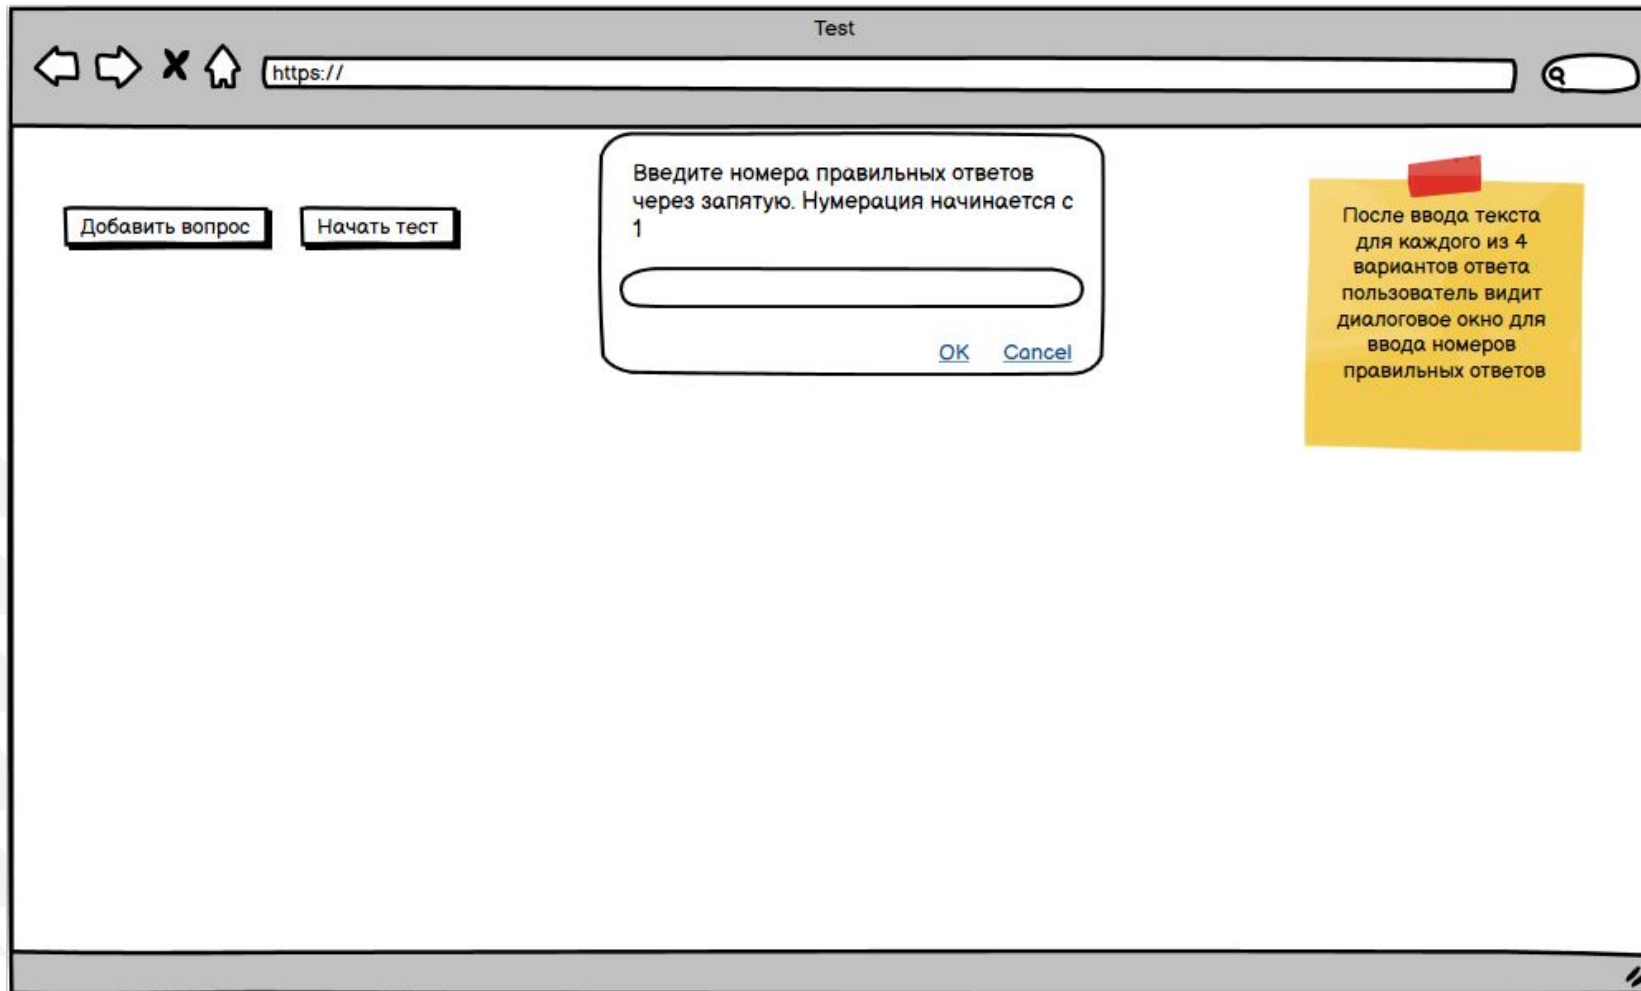 Test
https://
Добавить вопрос
Начать тест
Введите номера правильных ответов
через запятую. Нумерация начинается с
1
OK
Cancel
После ввода текста
для каждого из 4
вариантов ответа
пользователь видит
диалоговое окно для
ввода номеров
правильных ответов